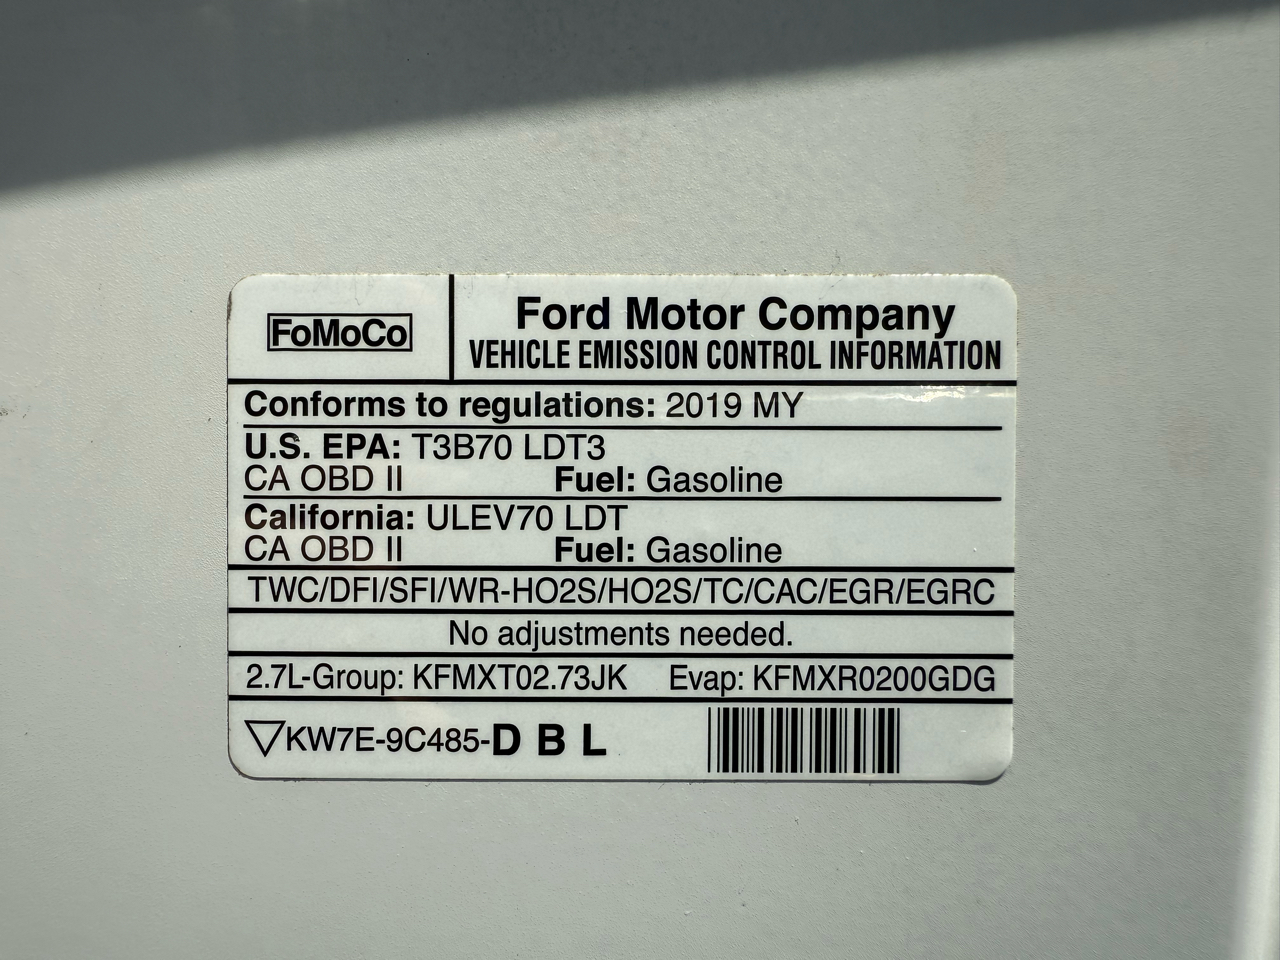 FoMoCo
Ford Motor Company
VEHICLE EMISSION CONTROL INFORMATION
Conforms to regulations: 2019 MY
U.S. EPA: T3B70 LDT3
CA OBD II Fuel: Gasoline
California: ULEV70 LDT
CA OBD II Fuel: Gasoline
TWC/DFI/SFI/WR-HO2S/HO2S/TC/CAC/EGR/EGRC
No adjustments needed.
2.7L-Group: KFMXT02.73JK Evap: KFMXR0200GDG
▽KW7E-9C485-D B L